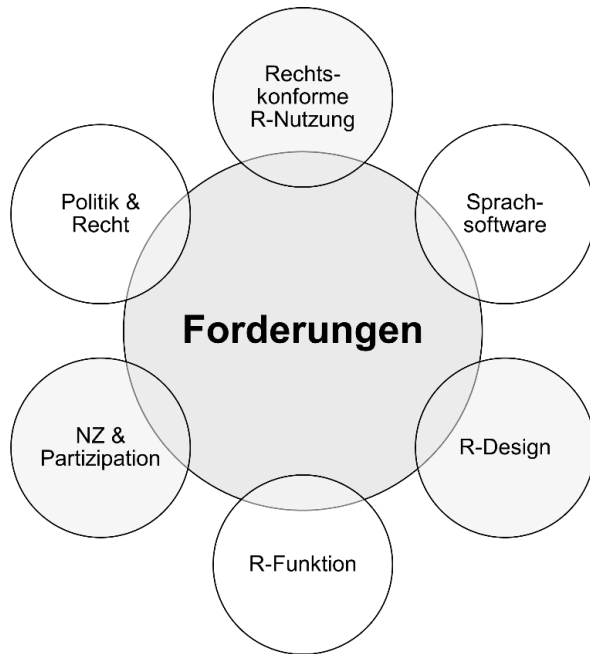 Rechts-
konforme
R-Nutzung
Politik &
Recht
Sprach-
software
Forderungen
NZ &
Partizipation
R-Design
R-Funktion